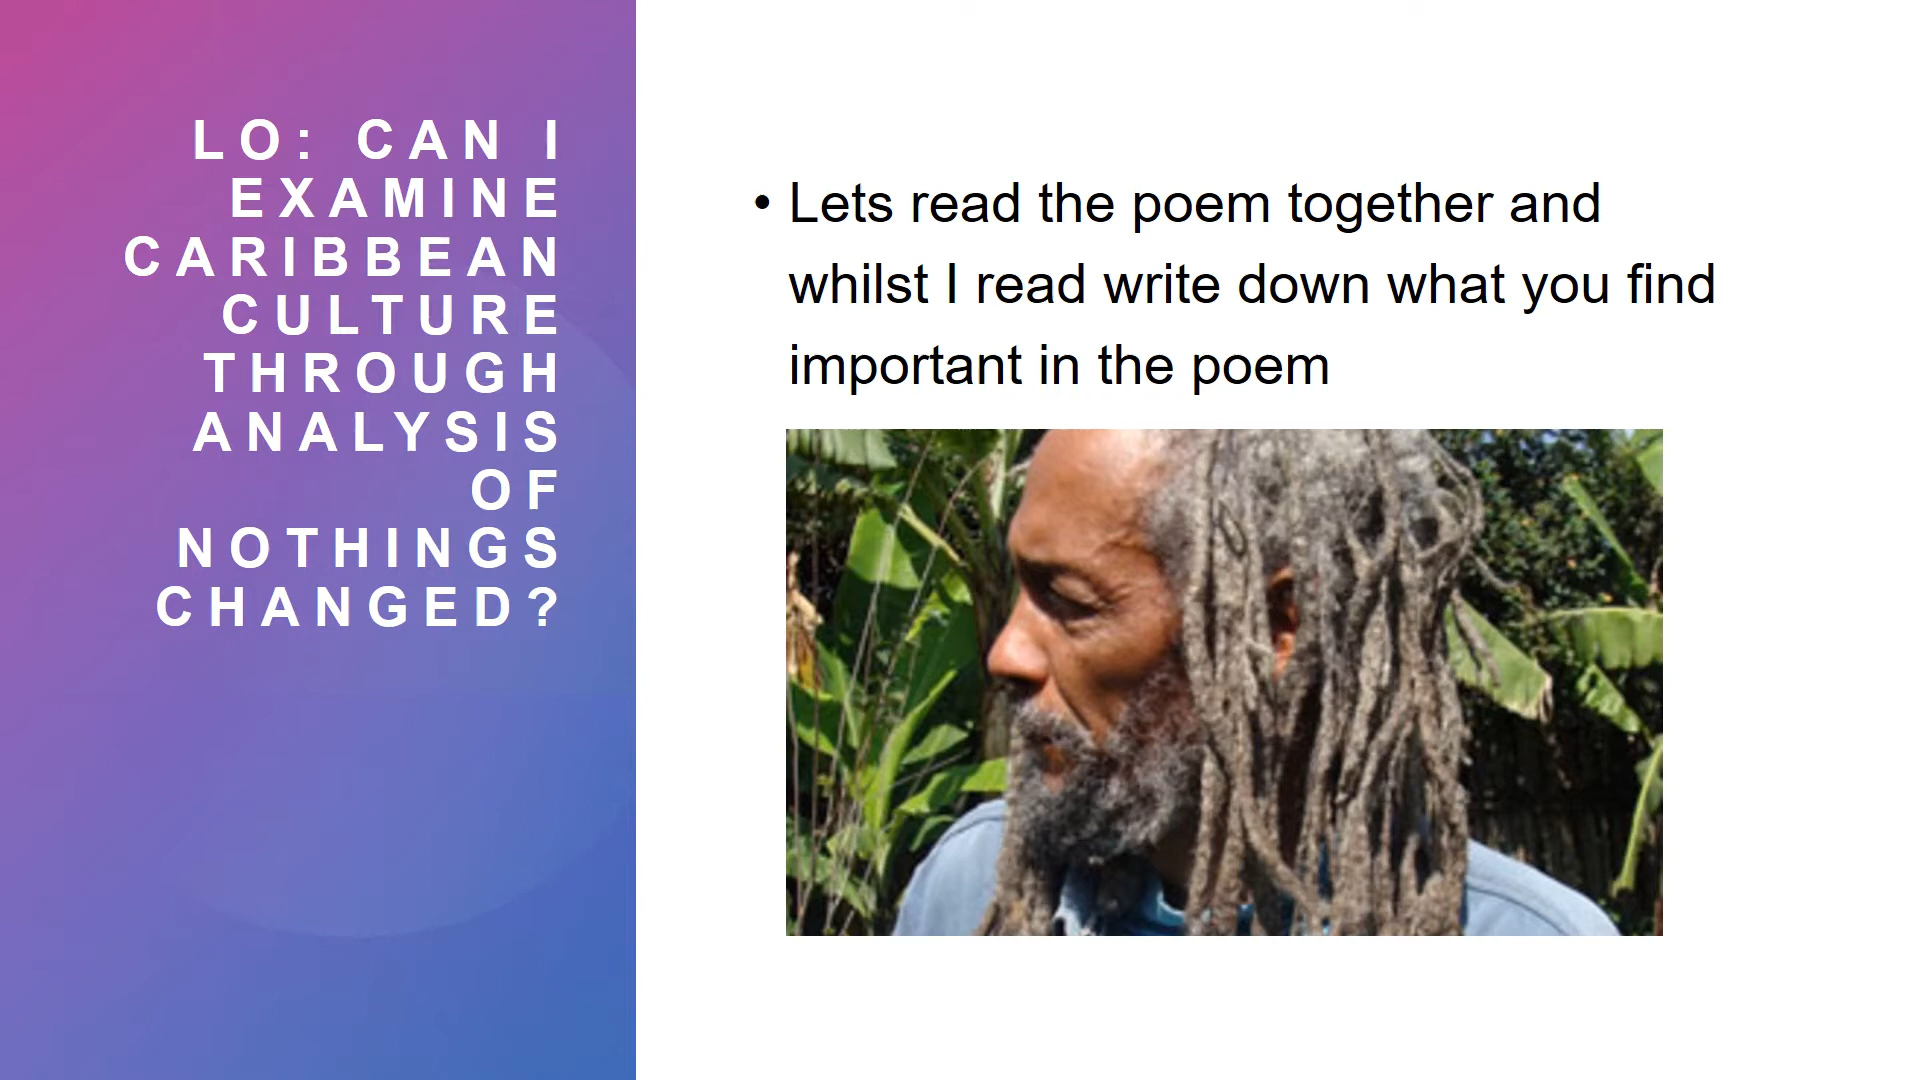 LO: CAN I
EXAMINE
CARIBBEAN
CULTURE
THROUGH
ANALYSIS
OF
NOTHINGS
CHANGED?
• Lets read the poem together and
whilst I read write down what you find
important in the poem